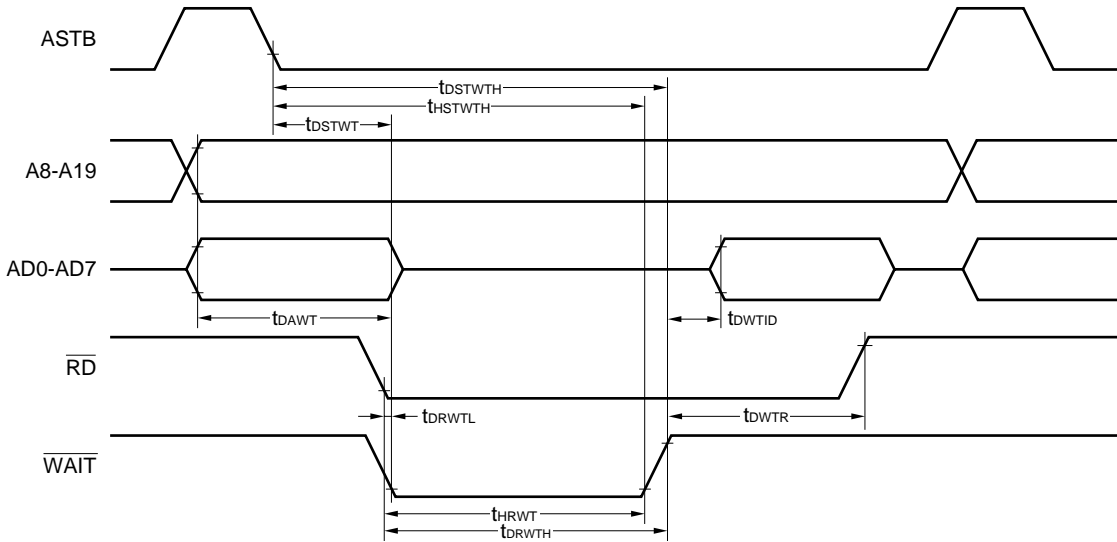 ASTB
tDSTWTH
tHSTWTH
tDSTWT
A8-A19
AD0-AD7
tDAWT
tDWTID
RD
tDRWTL
tDWTR
WAIT
tHRWT
tDRWTH